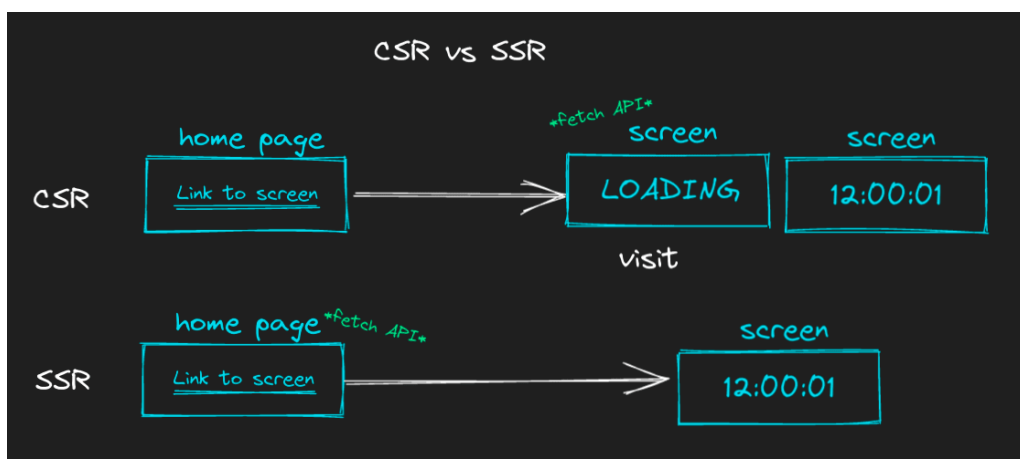 CSR vs SSR
*fetch API*
home page
screen
screen
CSR
Link to screen
LOADING
12:00:01
visit
home page
*fetch API*
screen
SSR
Link to screen
12:00:01